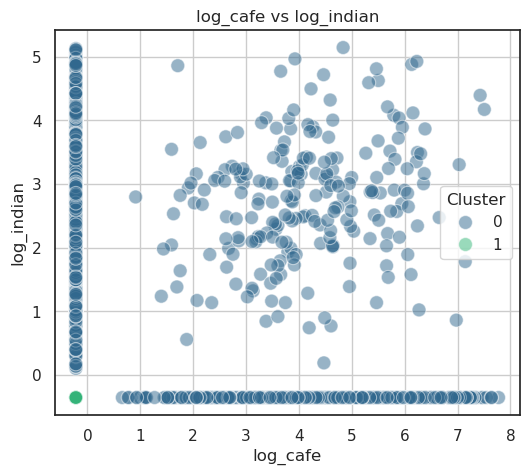 log_cafe vs log_indian
5
4
3
2
1
0
log_indian
Cluster
0
1
0 1 2 3 4 5 6 7 8
log_cafe